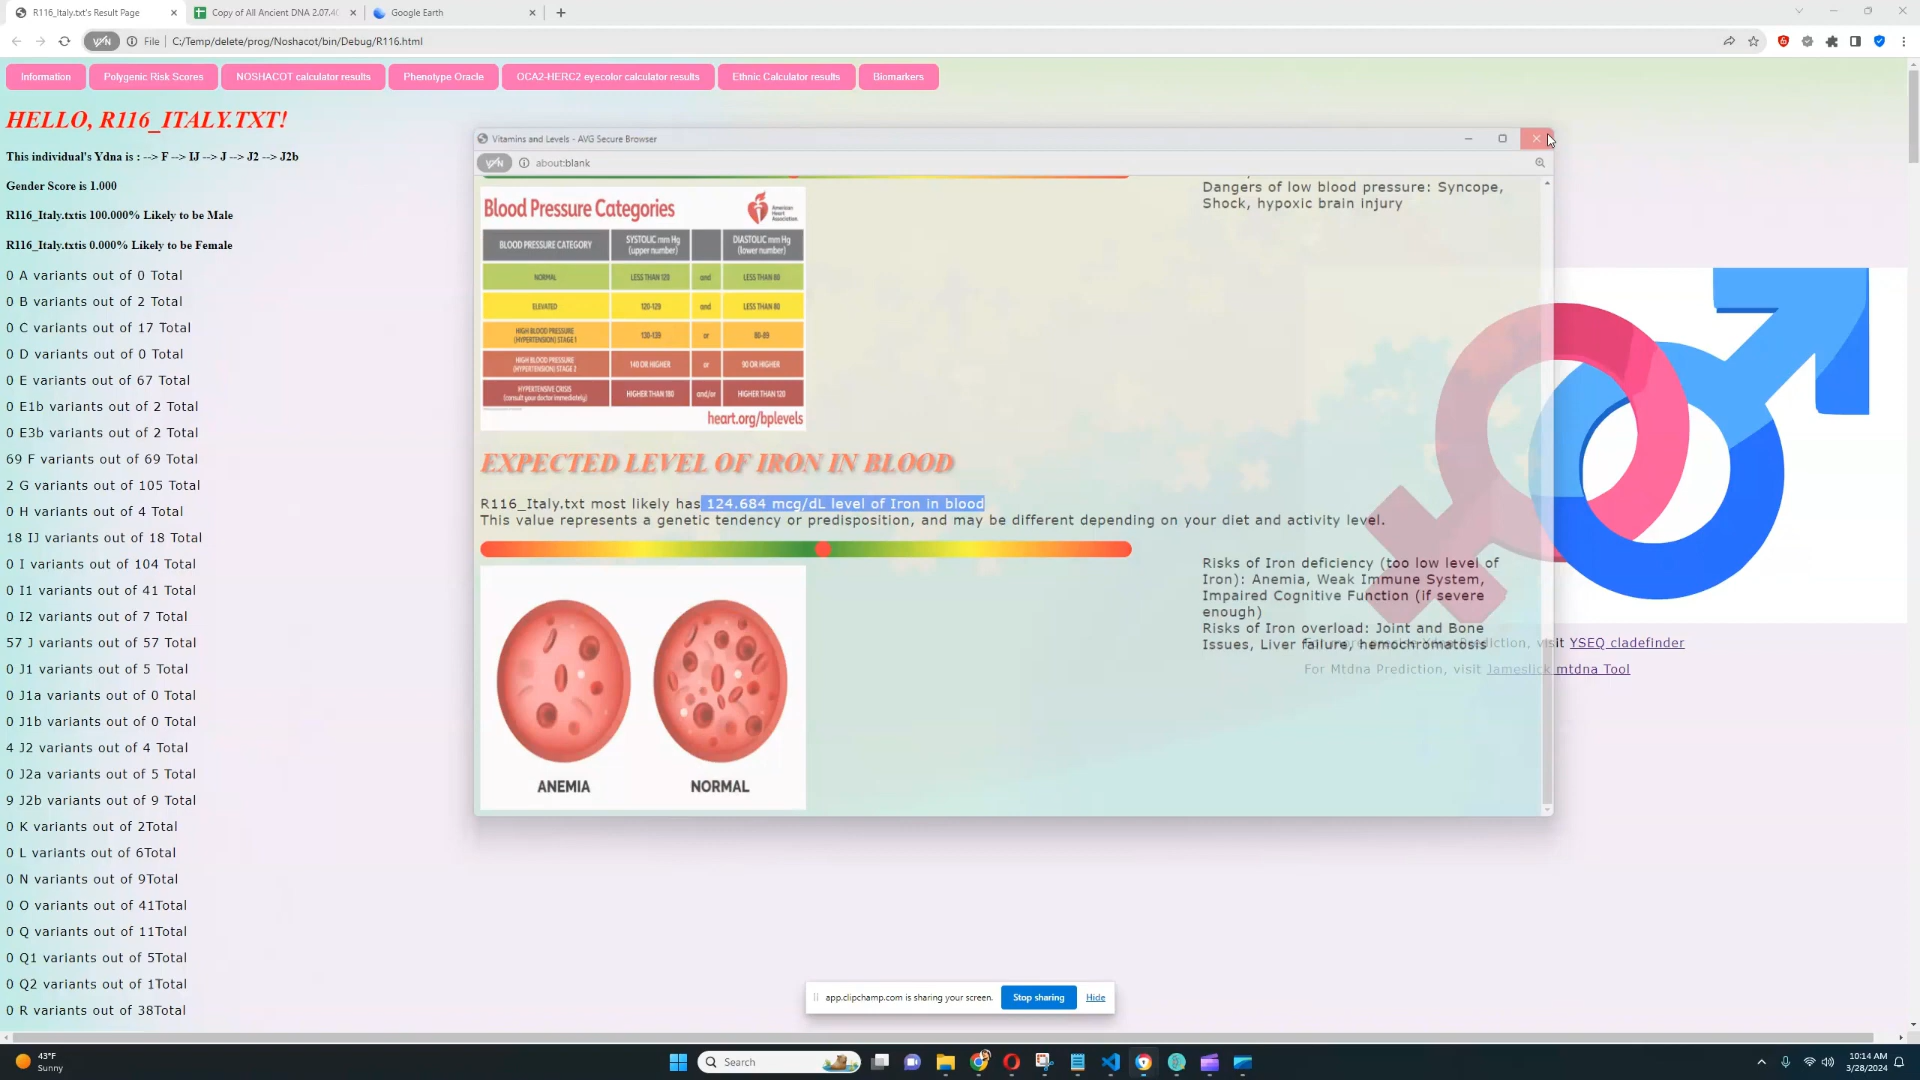 R116_Italy.txt's Result Page
Copy of All Ancient DNA 2.07.40
Google Earth
VPN
File
C:/Temp/delete/prog/Noshacot/bin/Debug/R116.html
Information
Polygenic Risk Scores
NOSHACOT calculator results
Phenotype Oracle
OCA2-HERC2 eyecolor calculator results
Ethnic Calculator results
Biomarkers
HELLO, R116_ITALY.TXT!
This individual's Ydna is : --> F --> IJ --> J --> J2 --> J2b
Gender Score is 1.000
R116_Italy.txtis 100.000% Likely to be Male
R116_Italy.txtis 0.000% Likely to be Female
0 A variants out of 0 Total
0 B variants out of 2 Total
0 C variants out of 17 Total
0 D variants out of 0 Total
0 E variants out of 67 Total
0 E1b variants out of 2 Total
0 E3b variants out of 2 Total
69 F variants out of 69 Total
2 G variants out of 105 Total
0 H variants out of 4 Total
18 IJ variants out of 18 Total
0 I variants out of 104 Total
0 I1 variants out of 41 Total
0 I2 variants out of 7 Total
57 J variants out of 57 Total
0 J1 variants out of 5 Total
0 J1a variants out of 0 Total
0 J1b variants out of 0 Total
4 J2 variants out of 4 Total
0 J2a variants out of 5 Total
9 J2b variants out of 9 Total
0 K variants out of 2Total
0 L variants out of 6Total
0 N variants out of 9Total
0 O variants out of 41Total
0 Q variants out of 11Total
0 Q1 variants out of 5Total
0 Q2 variants out of 1Total
0 R variants out of 38Total
Vitamins and Levels - AVG Secure Browser
VPN
about:blank
Dangers of low blood pressure: Syncope,
Shock, hypoxic brain injury
Blood Pressure Categories
American Heart Association.
BLOOD PRESSURE CATEGORY SYSTOLIC mm Hg (upper number) DIASTOLIC mm Hg (lower number)
NORMAL LESS THAN 120 and LESS THAN 80
ELEVATED 120-129 and LESS THAN 80
HIGH BLOOD PRESSURE (HYPERTENSION) STAGE 1 130-139 or 80-89
HIGH BLOOD PRESSURE (HYPERTENSION) STAGE 2 140 OR HIGHER or 90 OR HIGHER
HYPERTENSIVE CRISIS (consult your doctor immediately) HIGHER THAN 180 and/or HIGHER THAN 120
heart.org/bplevels
EXPECTED LEVEL OF IRON IN BLOOD
R116_Italy.txt most likely has 124.684 mcg/dL level of Iron in blood
This value represents a genetic tendency or predisposition, and may be different depending on your diet and activity level.
Risks of Iron deficiency (too low level of
Iron): Anemia, Weak Immune System,
Impaired Cognitive Function (if severe
enough)
Risks of Iron overload: Joint and Bone
Issues, Liver failure, hemochromatosis
ANEMIA
NORMAL
visit YSEQ cladefinder
For Mtdna Prediction, visit Jameslick mtdna Tool
app.clipchamp.com is sharing your screen.
Stop sharing
Hide
43°F
Sunny
Search
10:14 AM
3/28/2024